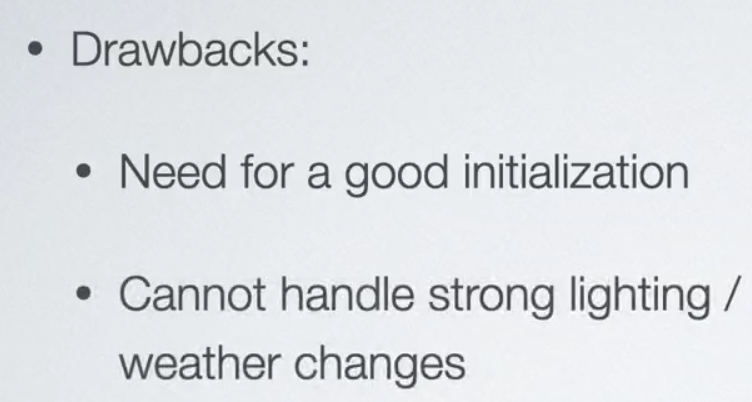 • Drawbacks:
• Need for a good initialization
• Cannot handle strong lighting /
weather changes